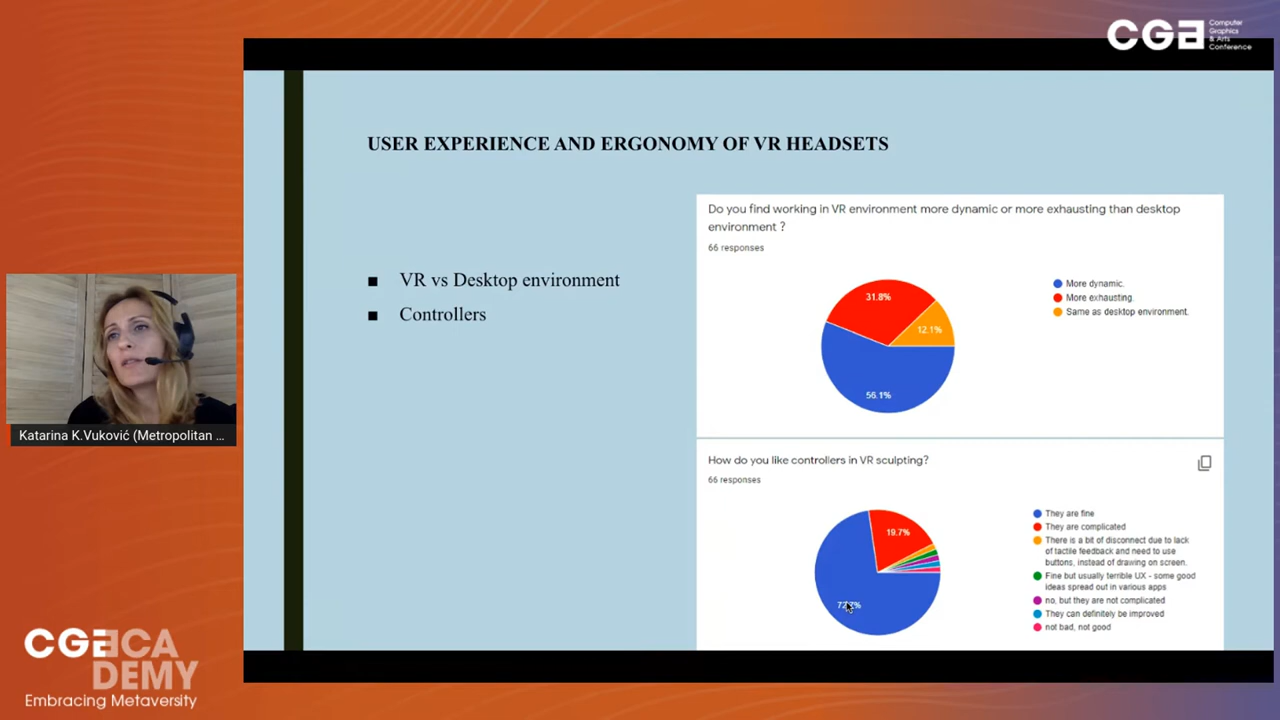 CGA Computer
Graphics
& Arts
Conference
USER EXPERIENCE AND ERGONOMY OF VR HEADSETS
■ VR vs Desktop environment
■ Controllers
Do you find working in VR environment more dynamic or more exhausting than desktop
environment ?
66 responses
31.8%
12.1%
56.1%
More dynamic.
More exhausting.
Same as desktop environment.
How do you like controllers in VR sculpting?
66 responses
19.7%
They are fine
They are complicated
There is a bit of disconnect due to lack
of tactile feedback and need to use
buttons, instead of drawing on screen.
Fine but usually terrible UX - some good
ideas spread out in various apps
no, but they are not complicated
They can definitely be improved
not bad, not good
Katarina K.Vuković (Metropolitan ...
CGA ACA
DEMY
Embracing Metaversity